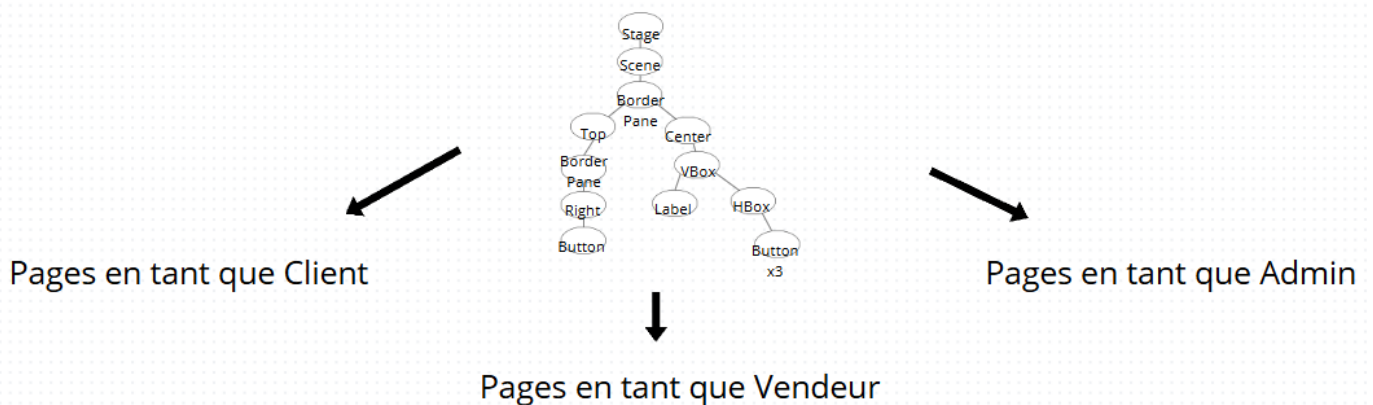 Stage
Scene
Border
Pane
Top
Center
Border
Pane
VBox
Right
Label
HBox
Button
Button
x3
Pages en tant que Client
Pages en tant que Admin
Pages en tant que Vendeur